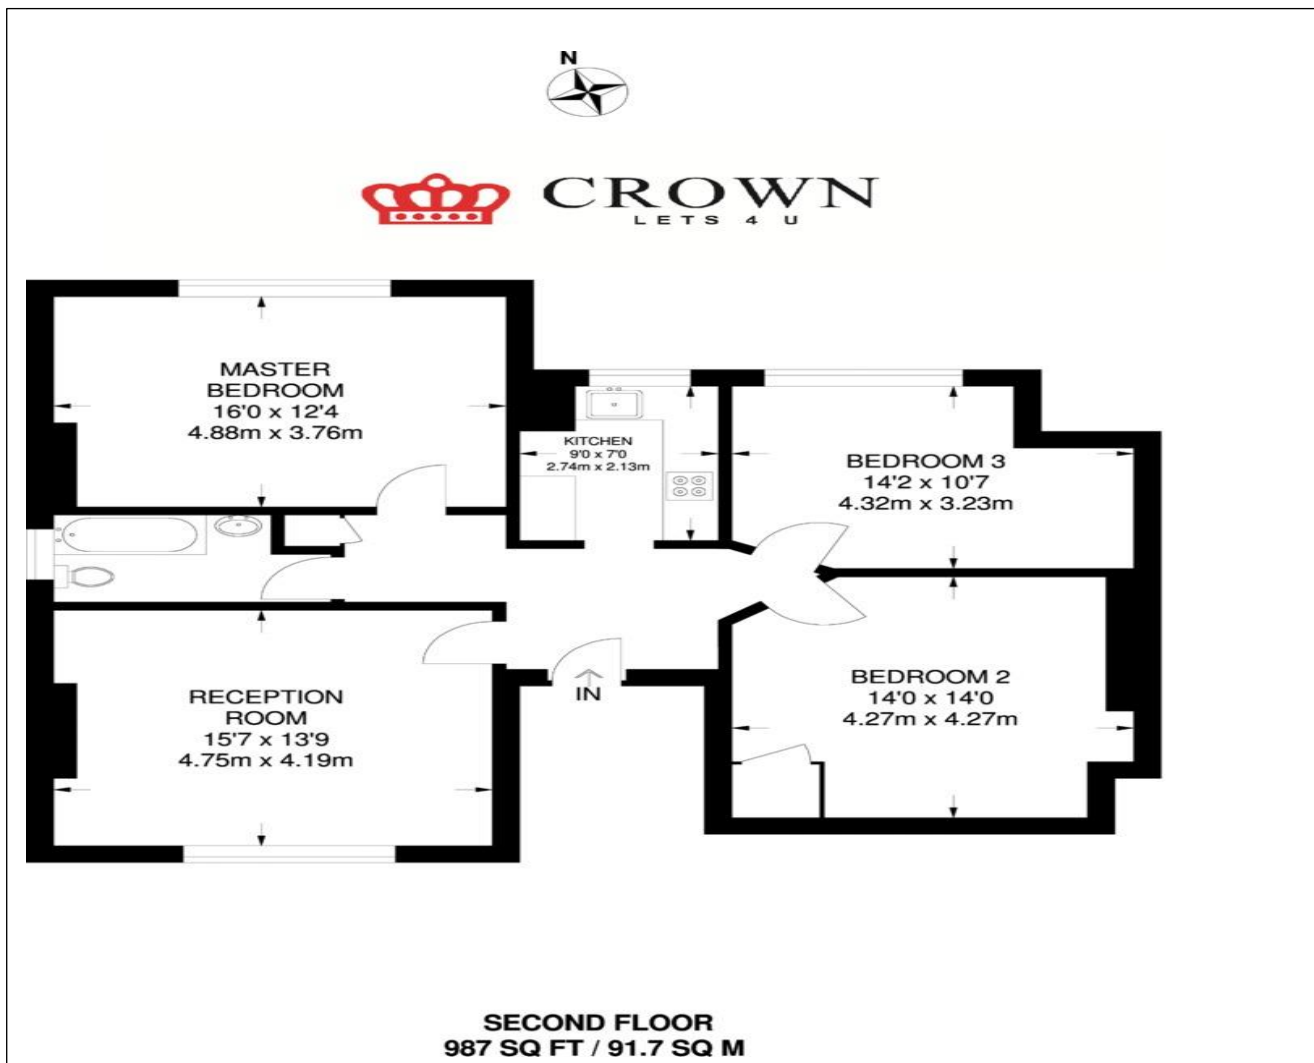 N
CROWN
LETS 4 U
MASTER
BEDROOM
16'0 x 12'4
4.88m x 3.76m
KITCHEN
9'0 x 7'0
2.74m x 2.13m
BEDROOM 3
14'2 x 10'7
4.32m x 3.23m
RECEPTION
ROOM
15'7 x 13'9
4.75m x 4.19m
IN
BEDROOM 2
14'0 x 14'0
4.27m x 4.27m
SECOND FLOOR
987 SQ FT / 91.7 SQ M